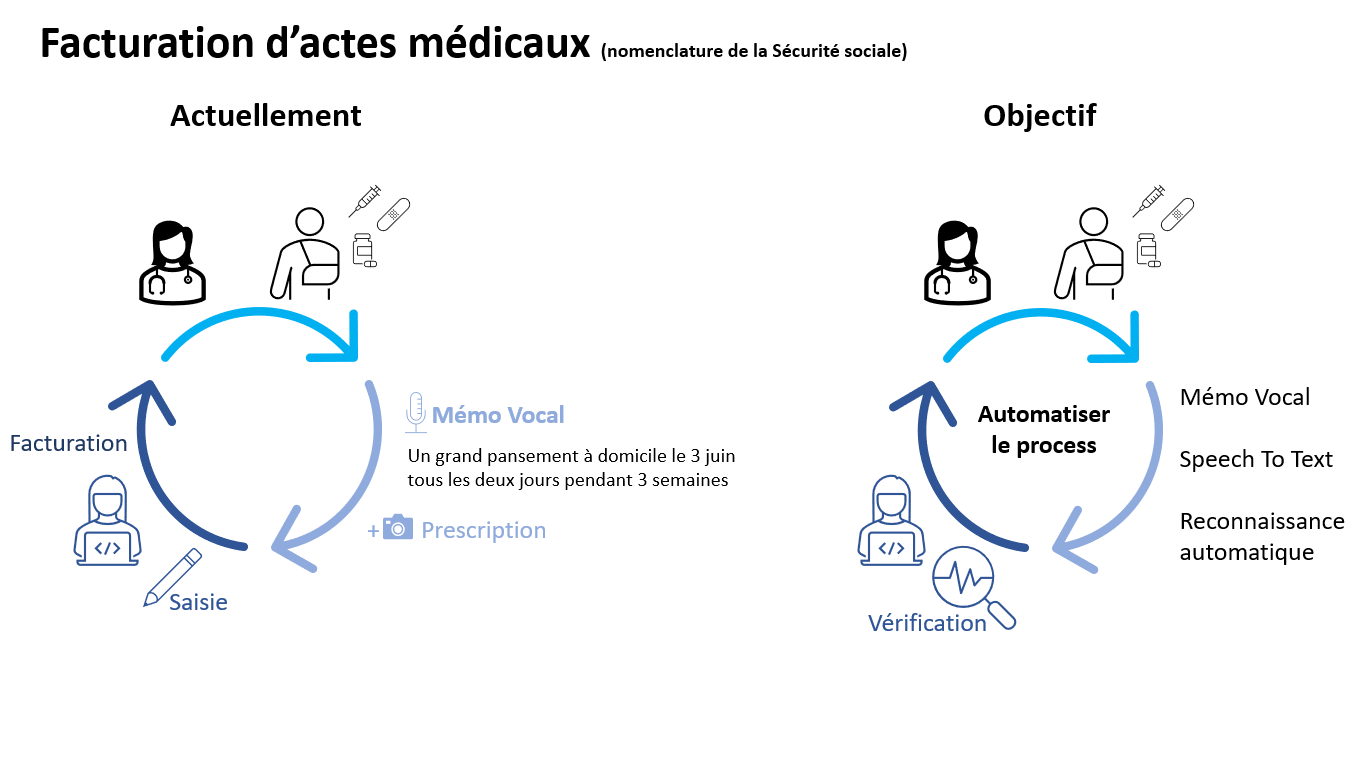 Facturation d’actes médicaux (nomenclature de la Sécurité sociale)
Actuellement
Mémo Vocal
Un grand pansement à domicile le 3 juin
tous les deux jours pendant 3 semaines
+ Prescription
Facturation
</>
Saisie
Objectif
Automatiser
le process
Mémo Vocal
Speech To Text
Reconnaissance
automatique
</>
Vérification